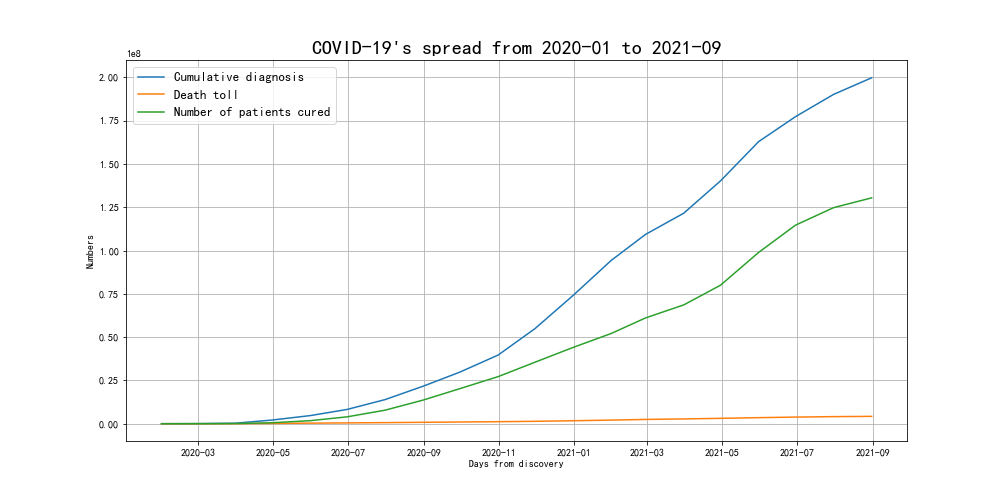 COVID-19's spread from 2020-01 to 2021-09
1e8
Cumulative diagnosis
Death toll
Number of patients cured
2.00
1.75
1.50
1.25
1.00
0.75
0.50
0.25
0.00
Numbers
2020-03 2020-05 2020-07 2020-09 2020-11 2021-01 2021-03 2021-05 2021-07 2021-09
Days from discovery